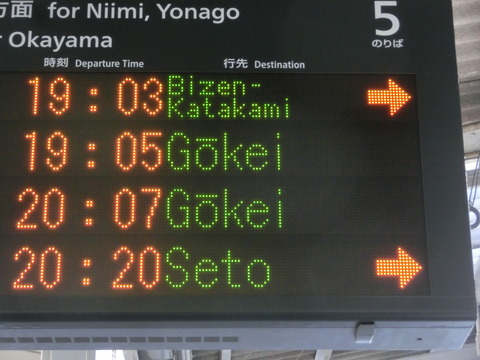 方面 for Niimi, Yonago
Okayama
5
のりば
時刻 Departure Time 行先 Destination
19:03 Bizen-Katakami →
19:05 Gōkei
20:07 Gōkei
20:20 Seto →